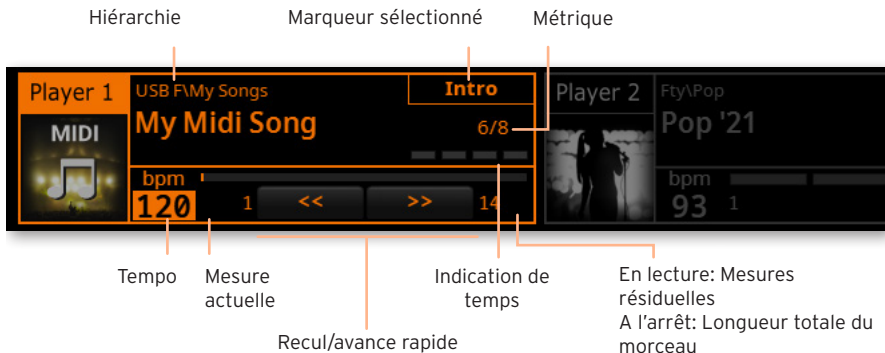 Hiérarchie
Marqueur sélectionné
Métrique
Player 1
USB F\My Songs
Intro
Player 2
Fty\Pop
MIDI
My Midi Song
6/8
Pop '21
bpm
120
1
<<
>>
14
bpm
93
1
Tempo
Mesure
actuelle
Indication de
temps
En lecture: Mesures
résiduelles
A l'arrêt: Longueur totale du
morceau
Recul/avance rapide